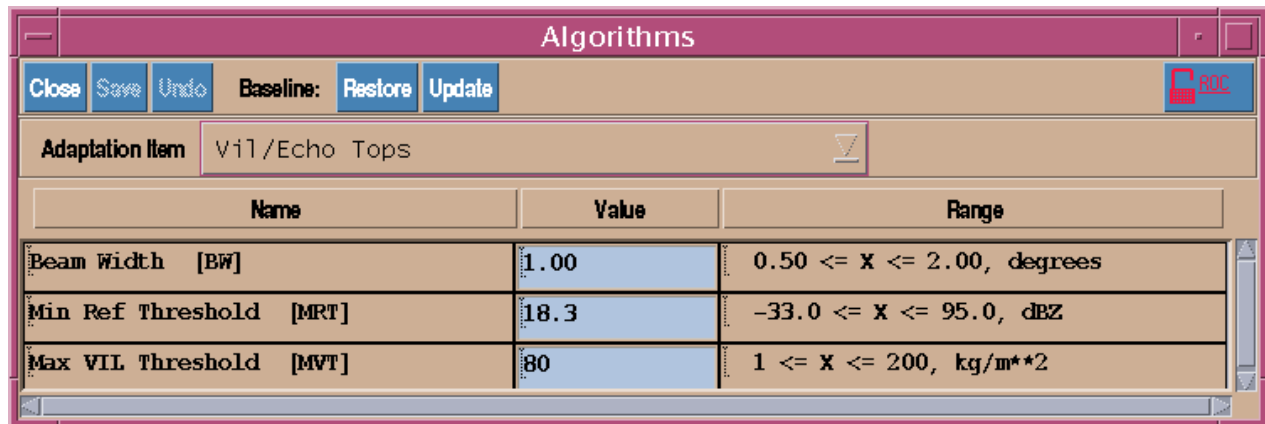 Algorithms
Close Save Undo Baseline: Restore Update ROC
Adaptation Item Vil/Echo Tops
Name Value Range
Beam Width [BW] 1.00 0.50 <= X <= 2.00, degrees
Min Ref Threshold [MRT] 18.3 -33.0 <= X <= 95.0, dBZ
Max VIL Threshold [MVT] 80 1 <= X <= 200, kg/m**2